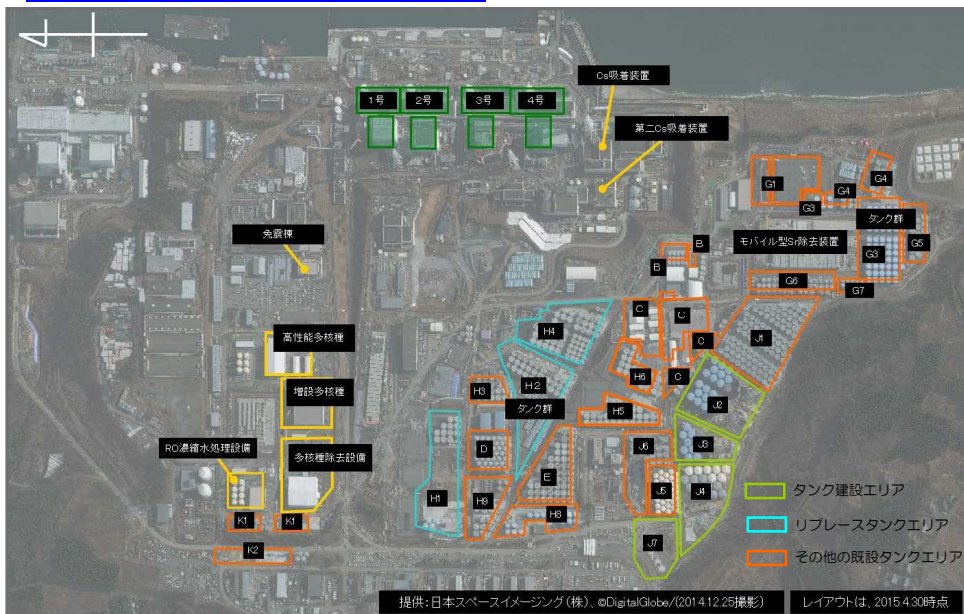 Cs吸着装置
1号
2号
3号
4号
第二Cs吸着装置
G1
G4
G4
G3
タンク群
免震棟
モバイル型Sr除去装置
G5
B
B
G3
G6
G7
C
C
H4
高性能多核種
J1
C
H6
C
増設多核種
H3
H2
タンク群
J2
H5
RO濃縮水処理設備
多核種除去設備
D
J6
J3
E
J5
J4
タンク建設エリア
H1
H9
K1
K1
H8
リプレースタンクエリア
K2
J7
その他の既設タンクエリア
提供:日本スペースイメージング(株)、©DigitalGlobe/(2014.12.25撮影)
レイアウトは、2015.4.30時点